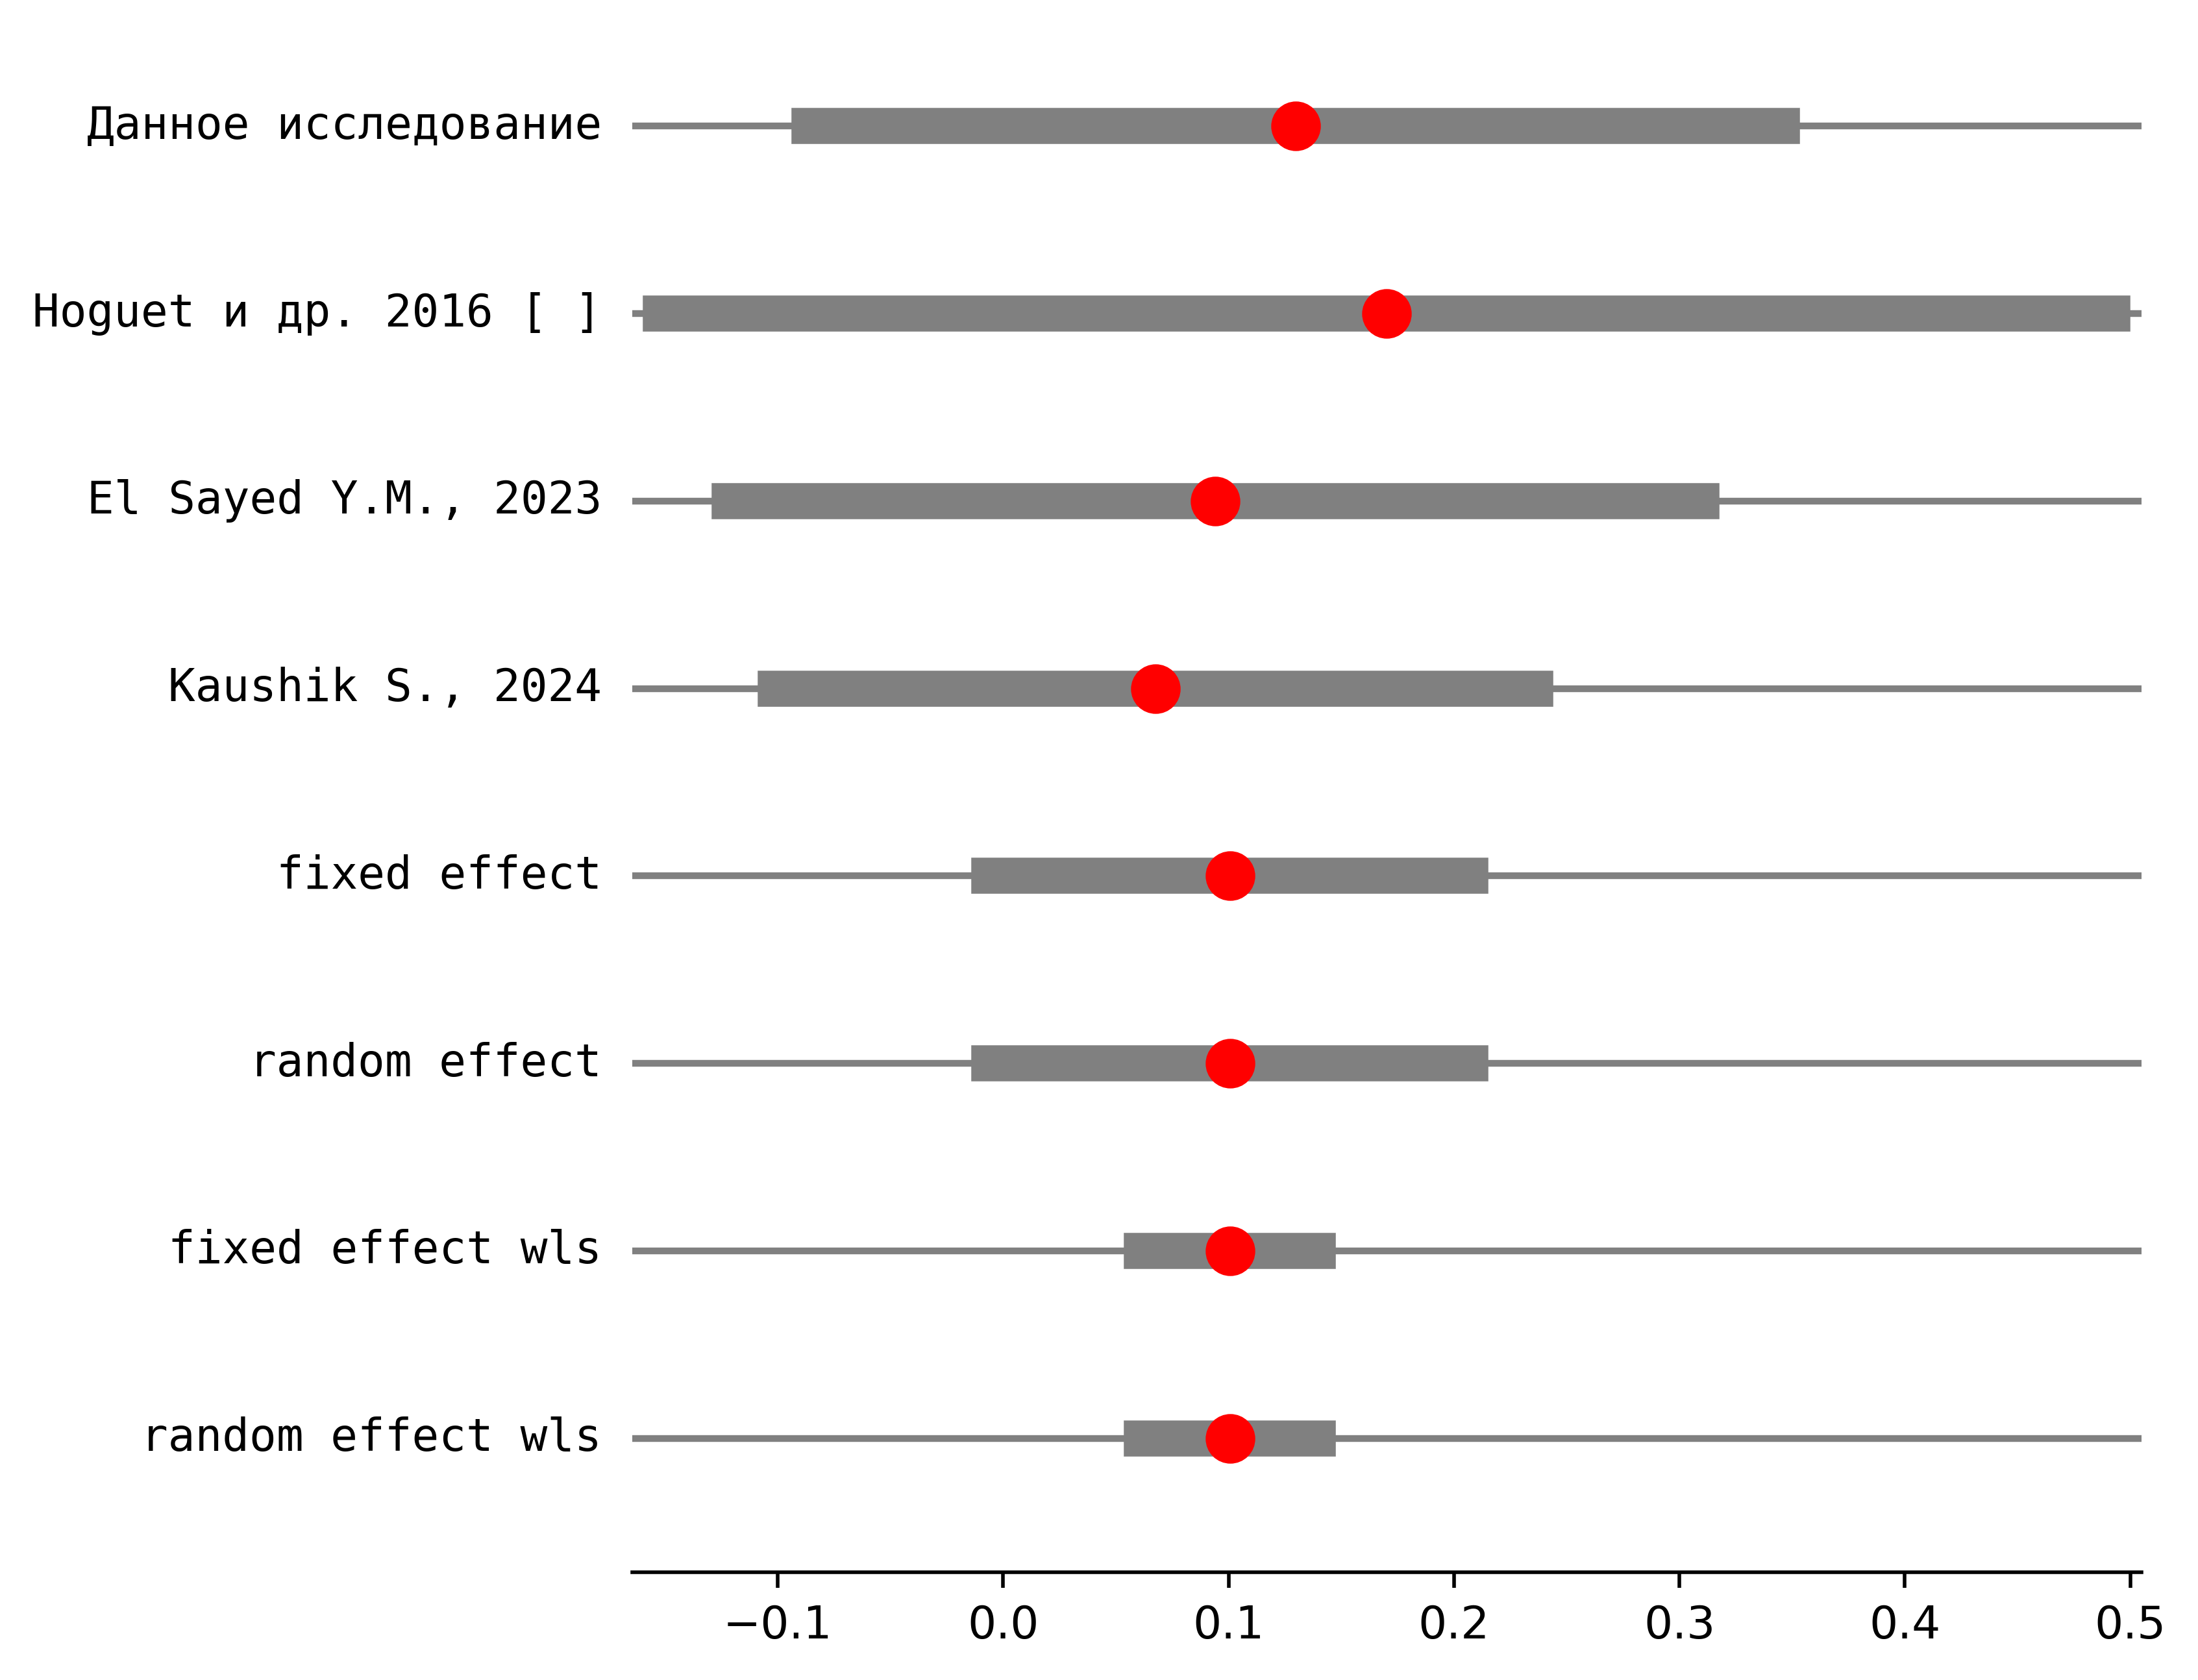 Данное исследование
Hoguet и др. 2016 [ ]
El Sayed Y.M., 2023
Kaushik S., 2024
fixed effect
random effect
fixed effect wls
random effect wls
−0.1 0.0 0.1 0.2 0.3 0.4 0.5